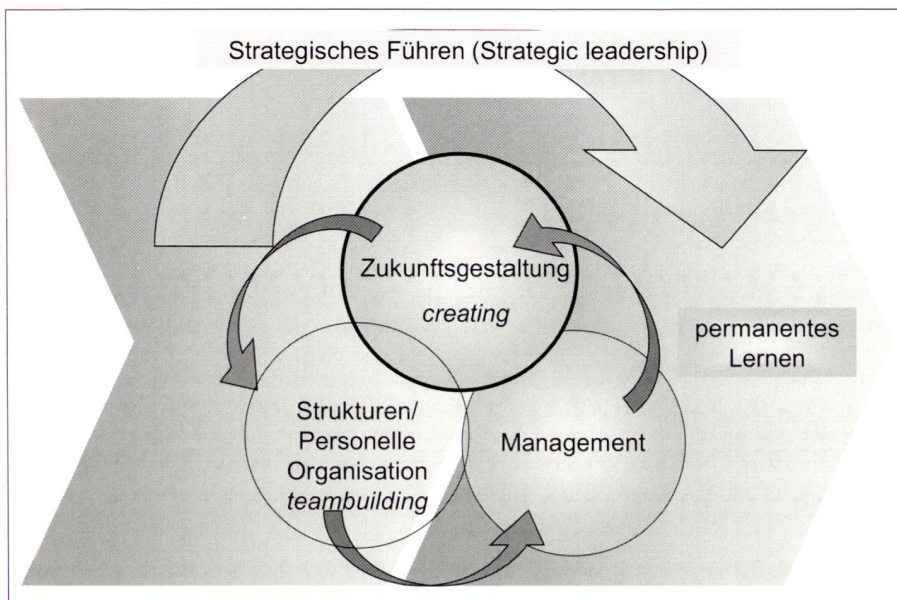 Strategisches Führen (Strategic leadership)
Zukunftsgestaltung
creating
permanentes
Lernen
Strukturen/
Personelle
Organisation
teambuilding
Management